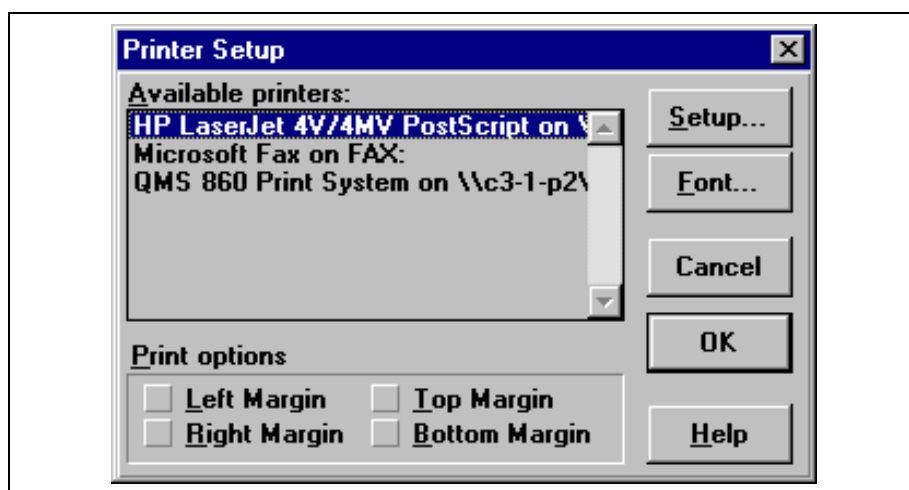 Printer Setup
Available printers:
HP LaserJet 4V/4MV PostScript on \
Microsoft Fax on FAX:
QMS 860 Print System on \\c3-1-p2\
Setup...
Font...
Cancel
OK
Print options
Left Margin
Top Margin
Right Margin
Bottom Margin
Help